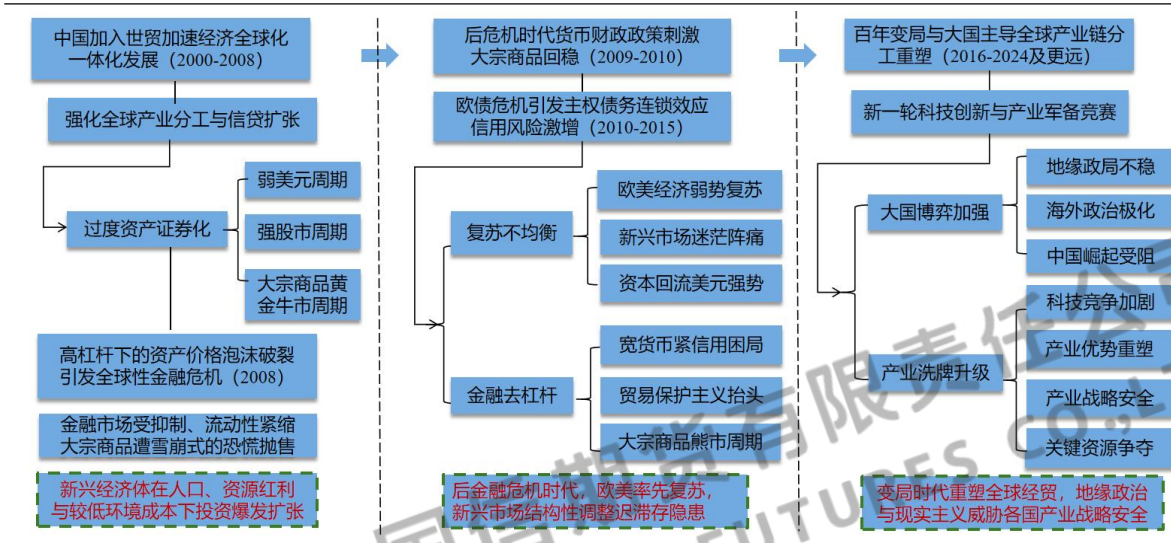 中国加入世贸加速经济全球化
一体化发展（2000-2008）
强化全球产业分工与信贷扩张
过度资产证券化
弱美元周期
强股市周期
大宗商品黄
金牛市周期
高杠杆下的资产价格泡沫破裂
引发全球性金融危机（2008）
金融市场受抑制、流动性紧缩
大宗商品遭雪崩式的恐慌抛售
新兴经济体在人口、资源红利
与较低环境成本下投资爆发扩张
后危机时代货币财政政策刺激
大宗商品回稳（2009-2010）
欧债危机引发主权债务连锁效应
信用风险激增（2010-2015）
复苏不均衡
欧美经济弱势复苏
新兴市场迷茫阵痛
资本回流美元强势
金融去杠杆
宽货币紧信用困局
贸易保护主义抬头
大宗商品熊市周期
后金融危机时代，欧美率先复苏，
新兴市场结构性调整迟滞存隐患
百年变局与大国主导全球产业链分
工重塑（2016-2024及更远）
新一轮科技创新与产业军备竞赛
大国博弈加强
地缘政局不稳
海外政治极化
中国崛起受阻
产业洗牌升级
科技竞争加剧
产业优势重塑
产业战略安全
关键资源争夺
变局时代重塑全球经贸，地缘政治
与现实主义威胁各国产业战略安全
国信期货有限责任公司
FUTURES CO.,LT